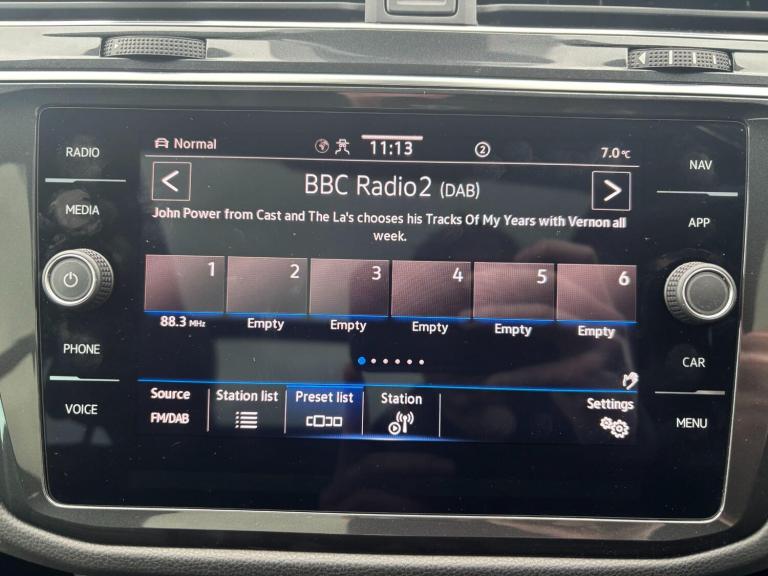 RADIO
MEDIA
PHONE
VOICE
Normal
11:13
2
7.0°C
BBC Radio2 (DAB)
John Power from Cast and The La's chooses his Tracks Of My Years with Vernon all
week.
1 2 3 4 5 6
88.3 MHz Empty Empty Empty Empty Empty
Source Station list Preset list Station Settings
FM/DAB
NAV
APP
CAR
MENU